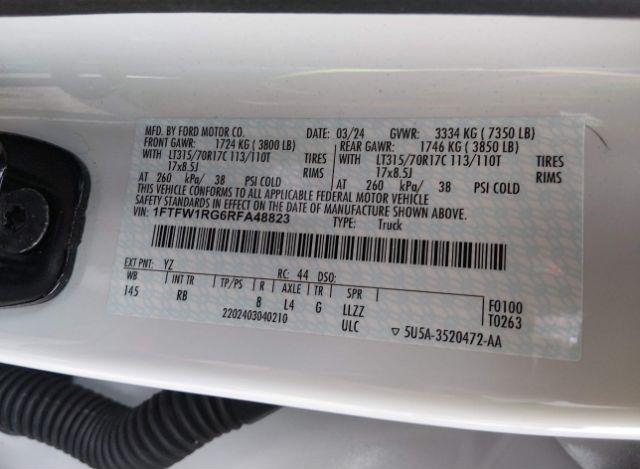 MFD. BY FORD MOTOR CO. DATE: 03/24 GVWR: 3334 KG ( 7350 LB)
FRONT GAWR: 1724 KG ( 3800 LB) REAR GAWR: 1746 KG ( 3850 LB)
WITH LT315/70R17C 113/110T TIRES WITH LT315/70R17C 113/110T TIRES
17x8.5J RIMS 17x8.5J RIMS
AT 260 kPa/ 38 PSI COLD AT 260 kPa/ 38 PSI COLD
THIS VEHICLE CONFORMS TO ALL APPLICABLE FEDERAL MOTOR VEHICLE
SAFETY STANDARDS IN EFFECT ON THE DATE OF MANUFACTURE SHOWN ABOVE.
VIN: 1FTFW1RG6RFA48823 TYPE: Truck
EXT PNT: YZ RC: 44 DSO:
WB INT TR TP/PS R AXLE TR SPR
145 RB 8 L4 G LLZZ F0100
ULC T0263
2202403040210 ▽ 5U5A-3520472-AA